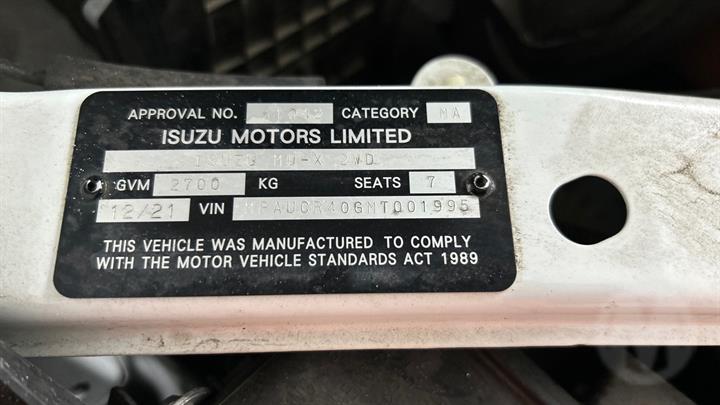 APPROVAL NO. CATEGORY MA
ISUZU MOTORS LIMITED
ISUZU MU-X 2WD
GVM 2700 KG SEATS 7
12/21 VIN MPAUCR40GMT001995
THIS VEHICLE WAS MANUFACTURED TO COMPLY
WITH THE MOTOR VEHICLE STANDARDS ACT 1989